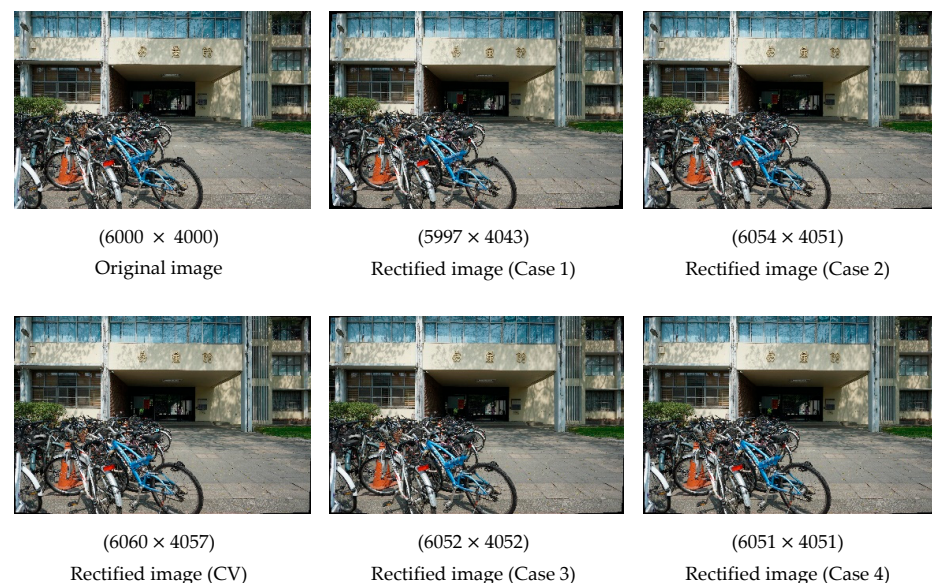 (6000 × 4000)
Original image
(5997 × 4043)
Rectified image (Case 1)
(6054 × 4051)
Rectified image (Case 2)
(6060 × 4057)
Rectified image (CV)
(6052 × 4052)
Rectified image (Case 3)
(6051 × 4051)
Rectified image (Case 4)